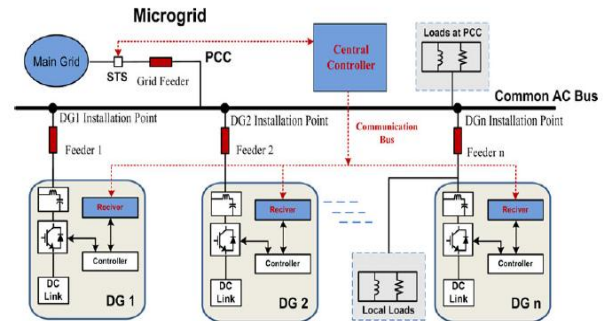 Microgrid
Main Grid
STS
Grid Feeder
PCC
Central
Controller
Loads at PCC
Common AC Bus
DG1 Installation Point
DG2 Installation Point
DGn Installation Point
Communication
Bus
Feeder 1
Feeder 2
Feeder n
Reciver
Controller
DC
Link
DG 1
Reciver
Controller
DC
Link
DG 2
Local Loads
Reciver
Controller
DC
Link
DG n